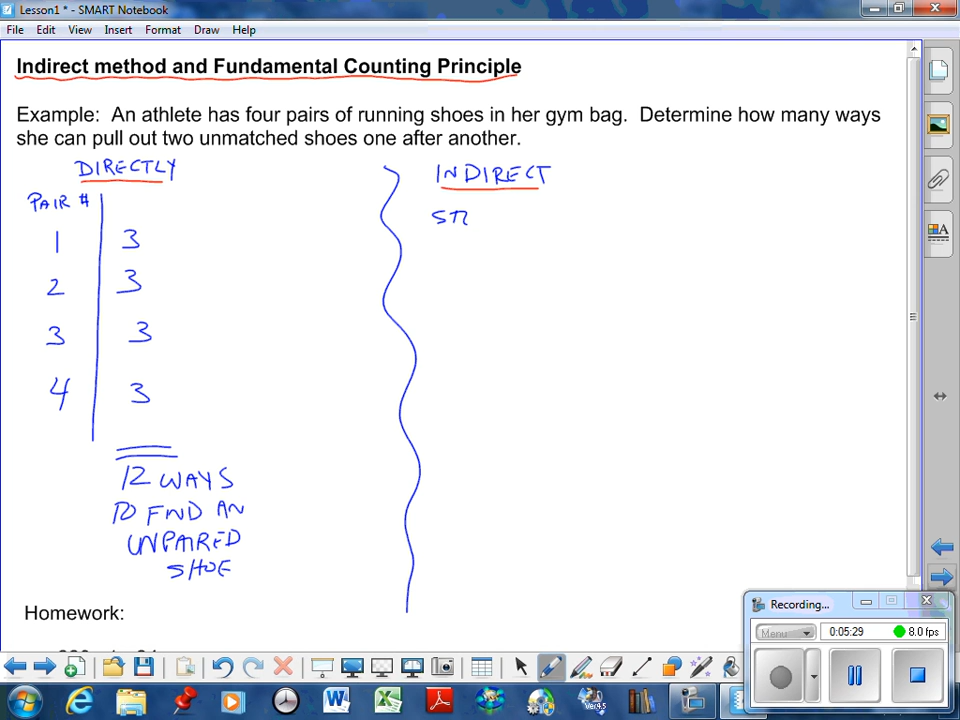 Lesson1 * - SMART Notebook
File Edit View Insert Format Draw Help
Indirect method and Fundamental Counting Principle
Example: An athlete has four pairs of running shoes in her gym bag. Determine how many ways
she can pull out two unmatched shoes one after another.
DIRECTLY
PAIR #
1 3
2 3
3 3
4 3
12 WAYS
TO FIND AN
UNPAIRED
SHOE
INDIRECT
Homework:
Recording...
Menu 0:05:29 8.0 fps
Ver4.5